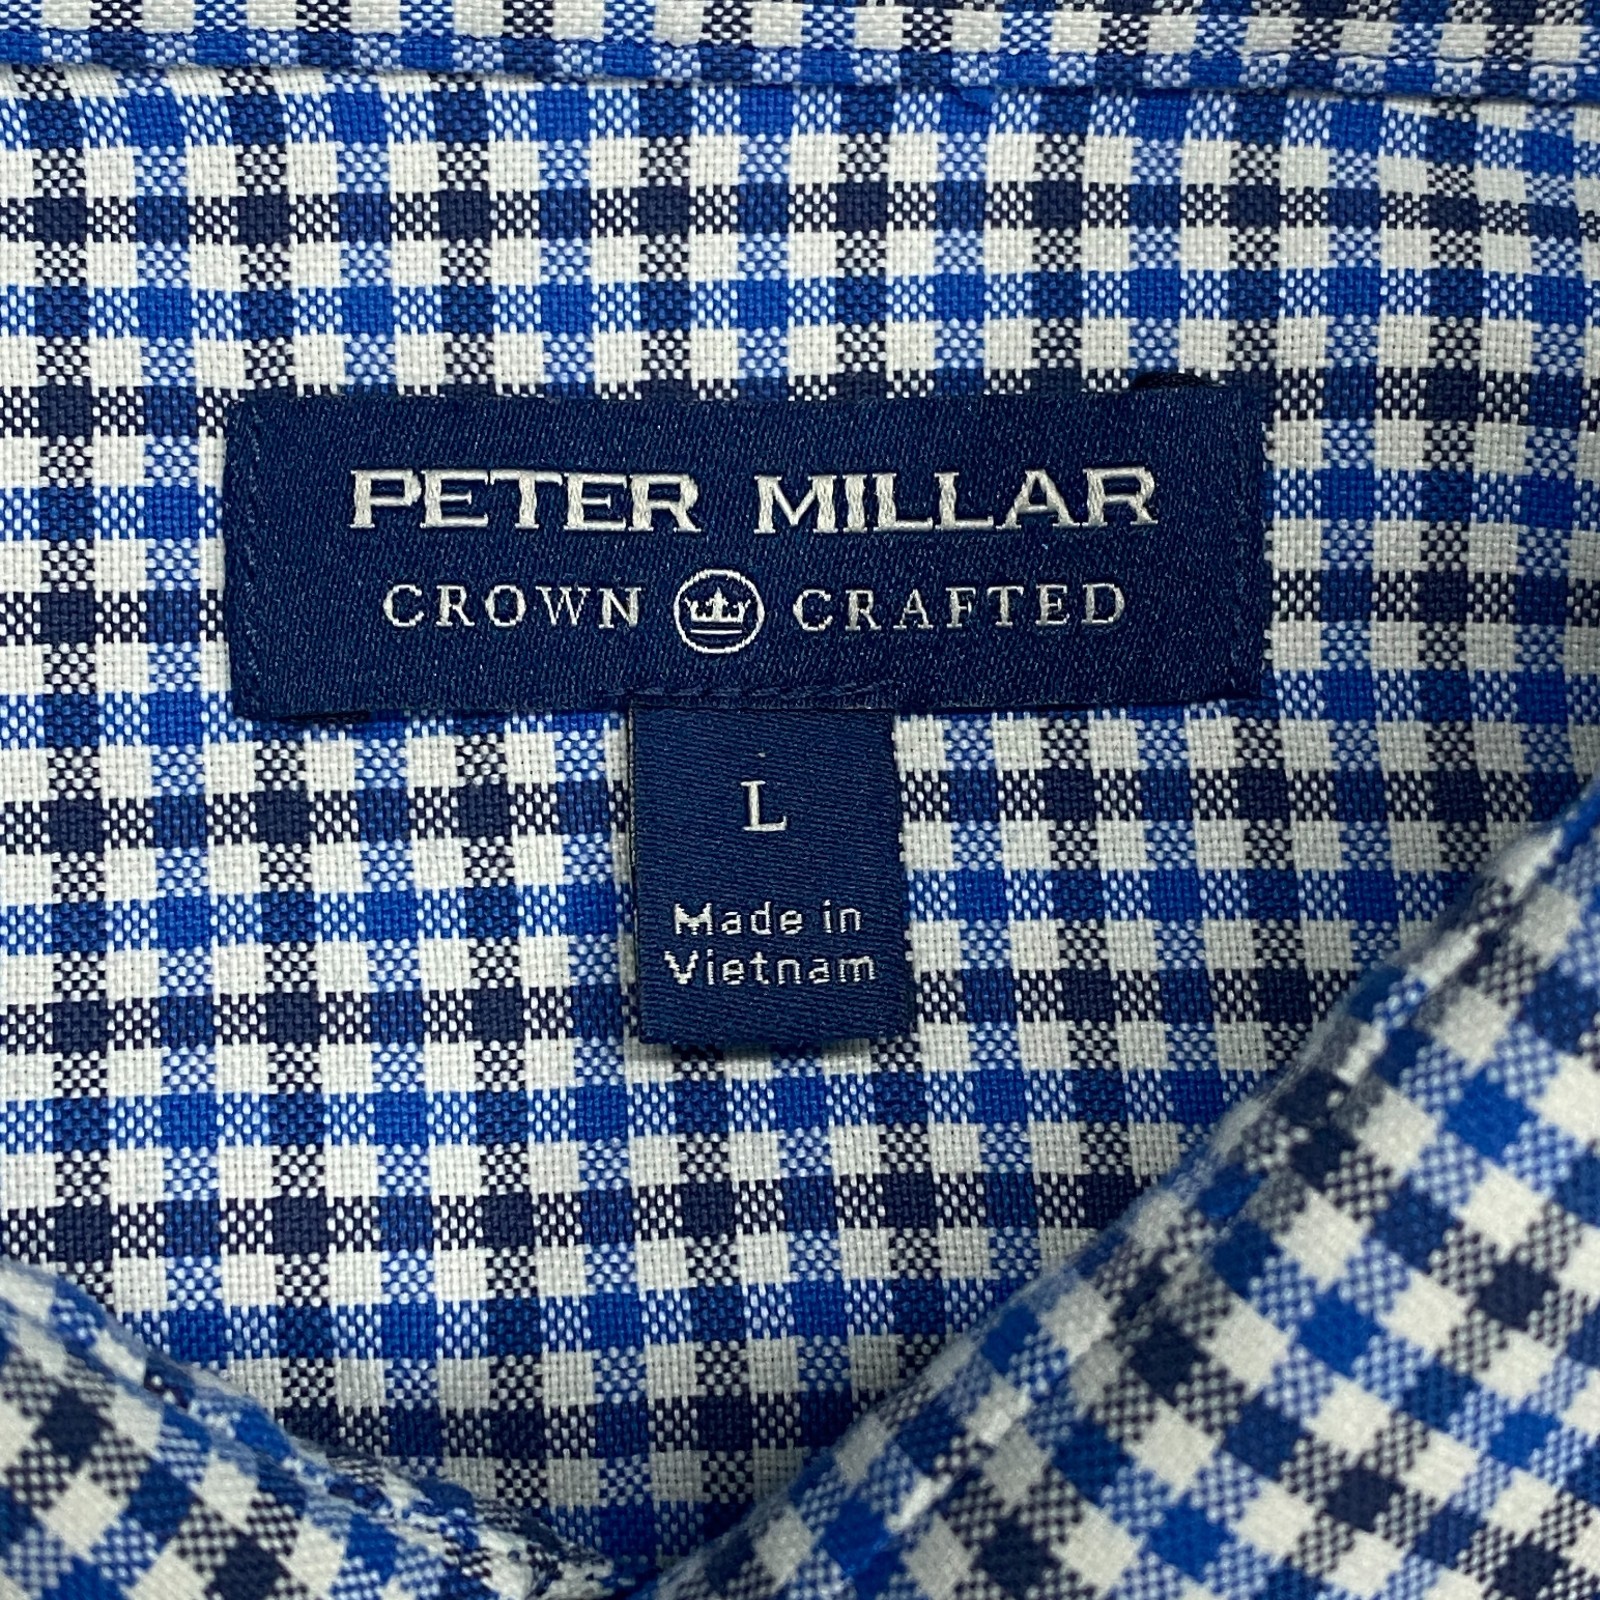 PETER MILLAR
CROWN CRAFTED
L
Made in
Vietnam